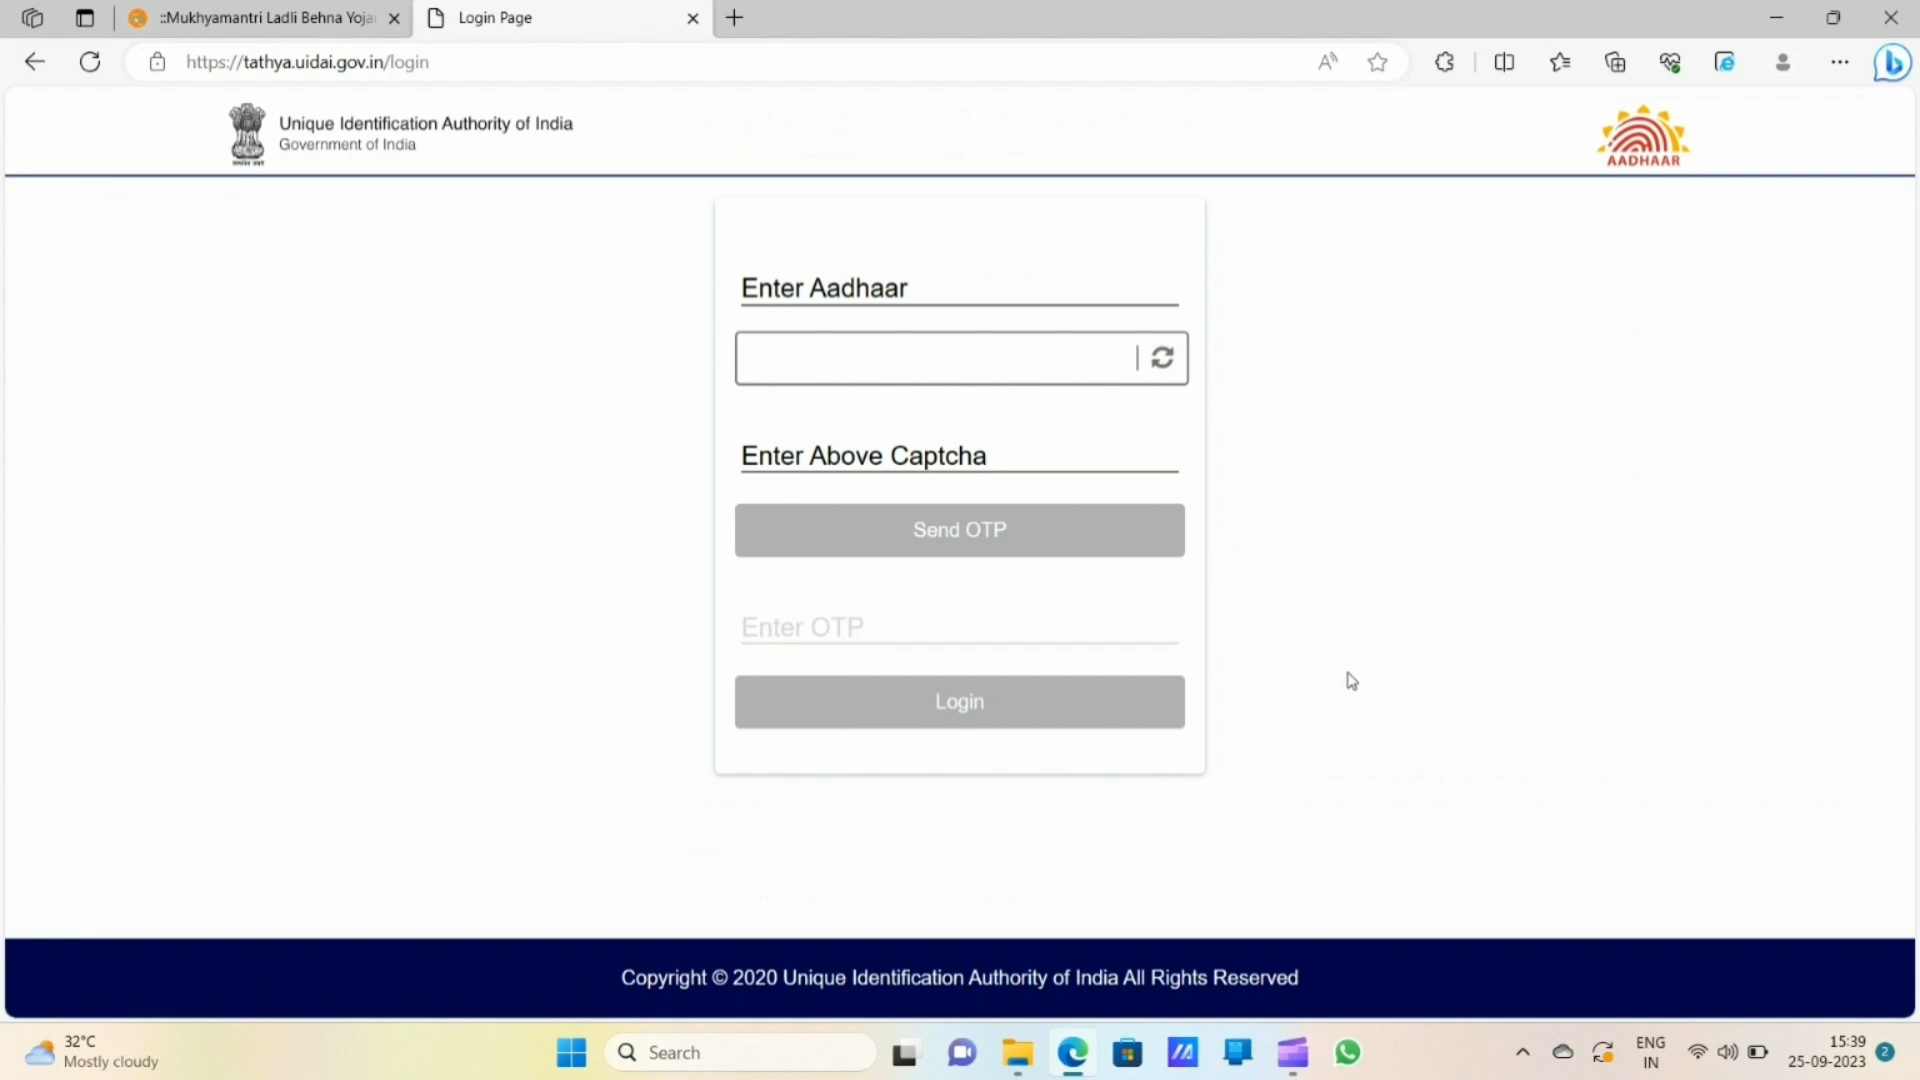 ::Mukhyamantri Ladli Behna Yoja
Login Page
https://tathya.uidai.gov.in/login
Unique Identification Authority of India
Government of India
AADHAAR
Enter Aadhaar
Enter Above Captcha
Send OTP
Enter OTP
Login
Copyright © 2020 Unique Identification Authority of India All Rights Reserved
32°C
Mostly cloudy
Search
ENG
IN
15:39
25-09-2023
2